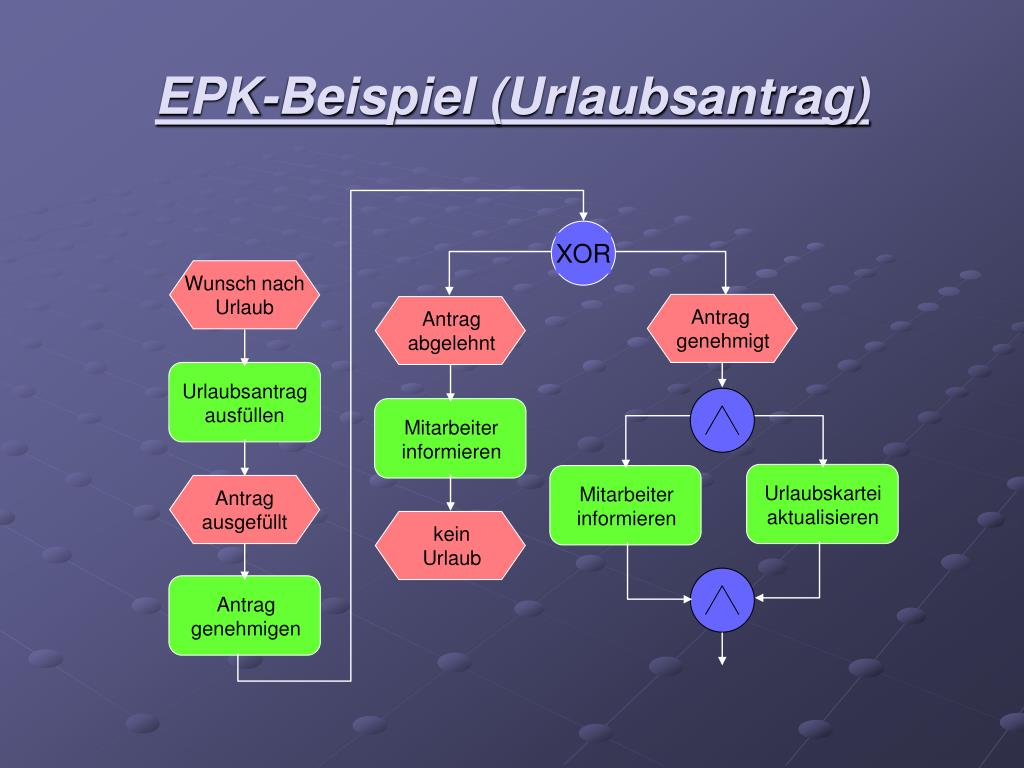 EPK-Beispiel (Urlaubsantrag)
Wunsch nach
Urlaub
Urlaubsantrag
ausfüllen
Antrag
ausgefüllt
Antrag
genehmigen
XOR
Antrag
abgelehnt
Mitarbeiter
informieren
kein
Urlaub
Antrag
genehmigt
Mitarbeiter
informieren
Urlaubskartei
aktualisieren